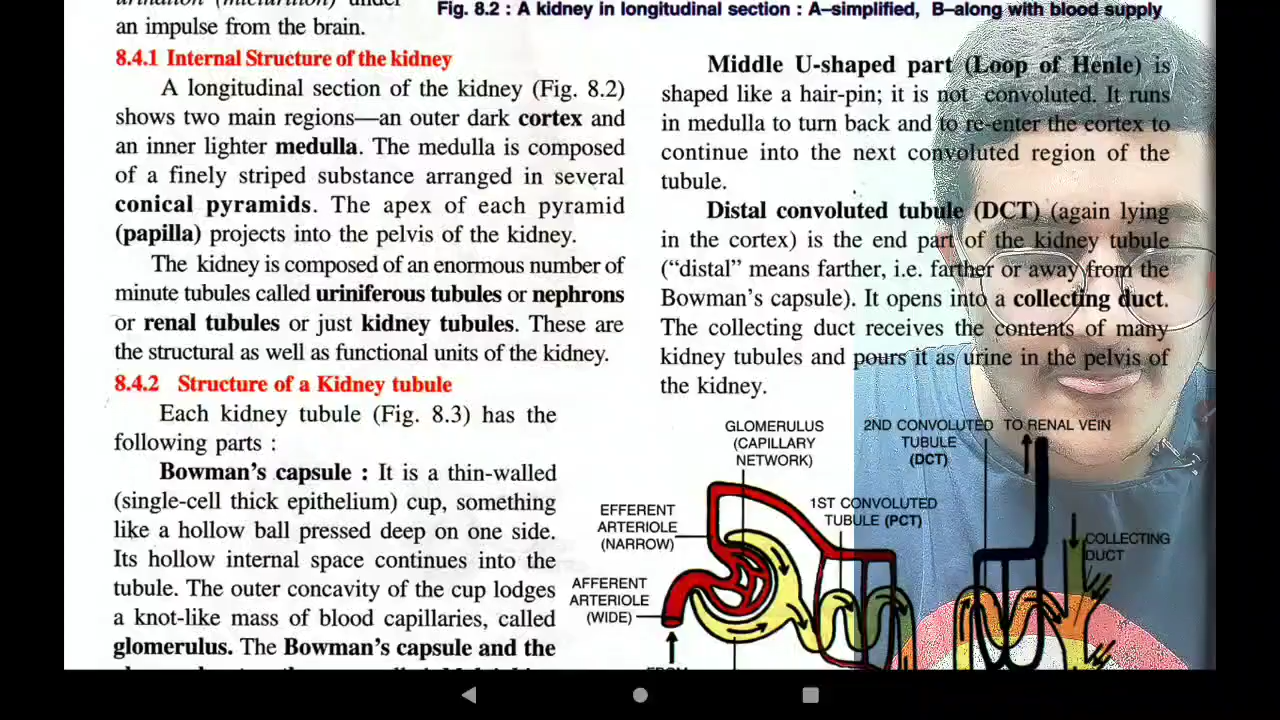 urination (micturition) under
an impulse from the brain.
Fig. 8.2 : A kidney in longitudinal section : A–simplified, B–along with blood supply
8.4.1 Internal Structure of the kidney
A longitudinal section of the kidney (Fig. 8.2)
shows two main regions—an outer dark cortex and
an inner lighter medulla. The medulla is composed
of a finely striped substance arranged in several
conical pyramids. The apex of each pyramid
(papilla) projects into the pelvis of the kidney.
The kidney is composed of an enormous number of
minute tubules called uriniferous tubules or nephrons
or renal tubules or just kidney tubules. These are
the structural as well as functional units of the kidney.
8.4.2 Structure of a Kidney tubule
Each kidney tubule (Fig. 8.3) has the
following parts :
Bowman's capsule : It is a thin-walled
(single-cell thick epithelium) cup, something
like a hollow ball pressed deep on one side.
Its hollow internal space continues into the
tubule. The outer concavity of the cup lodges
a knot-like mass of blood capillaries, called
glomerulus. The Bowman's capsule and the
Middle U-shaped part (Loop of Henle) is
shaped like a hair-pin; it is not convoluted. It runs
in medulla to turn back and to re-enter the cortex to
continue into the next convoluted region of the
tubule.
Distal convoluted tubule (DCT) (again lying
in the cortex) is the end part of the kidney tubule
("distal" means farther, i.e. farther or away from the
Bowman's capsule). It opens into a collecting duct.
The collecting duct receives the contents of many
kidney tubules and pours it as urine in the pelvis of
the kidney.
GLOMERULUS
(CAPILLARY
NETWORK)
2ND CONVOLUTED
TUBULE
(DCT)
TO RENAL VEIN
EFFERENT
ARTERIOLE
(NARROW)
1ST CONVOLUTED
TUBULE (PCT)
COLLECTING
DUCT
AFFERENT
ARTERIOLE
(WIDE)
FROM